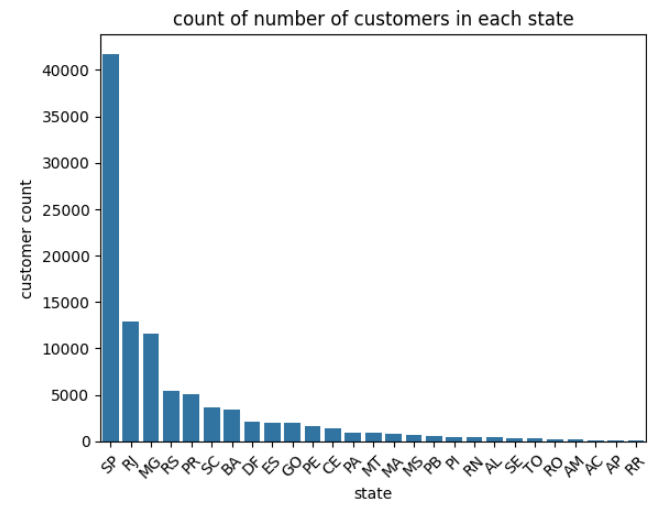 count of number of customers in each state
40000
35000
30000
25000
20000
15000
10000
5000
0
customer count
SP RJ MG RS PR SC BA DF ES GO PE CE PA MT MA MS PB PI RN AL SE TO RO AM AC AP RR
state